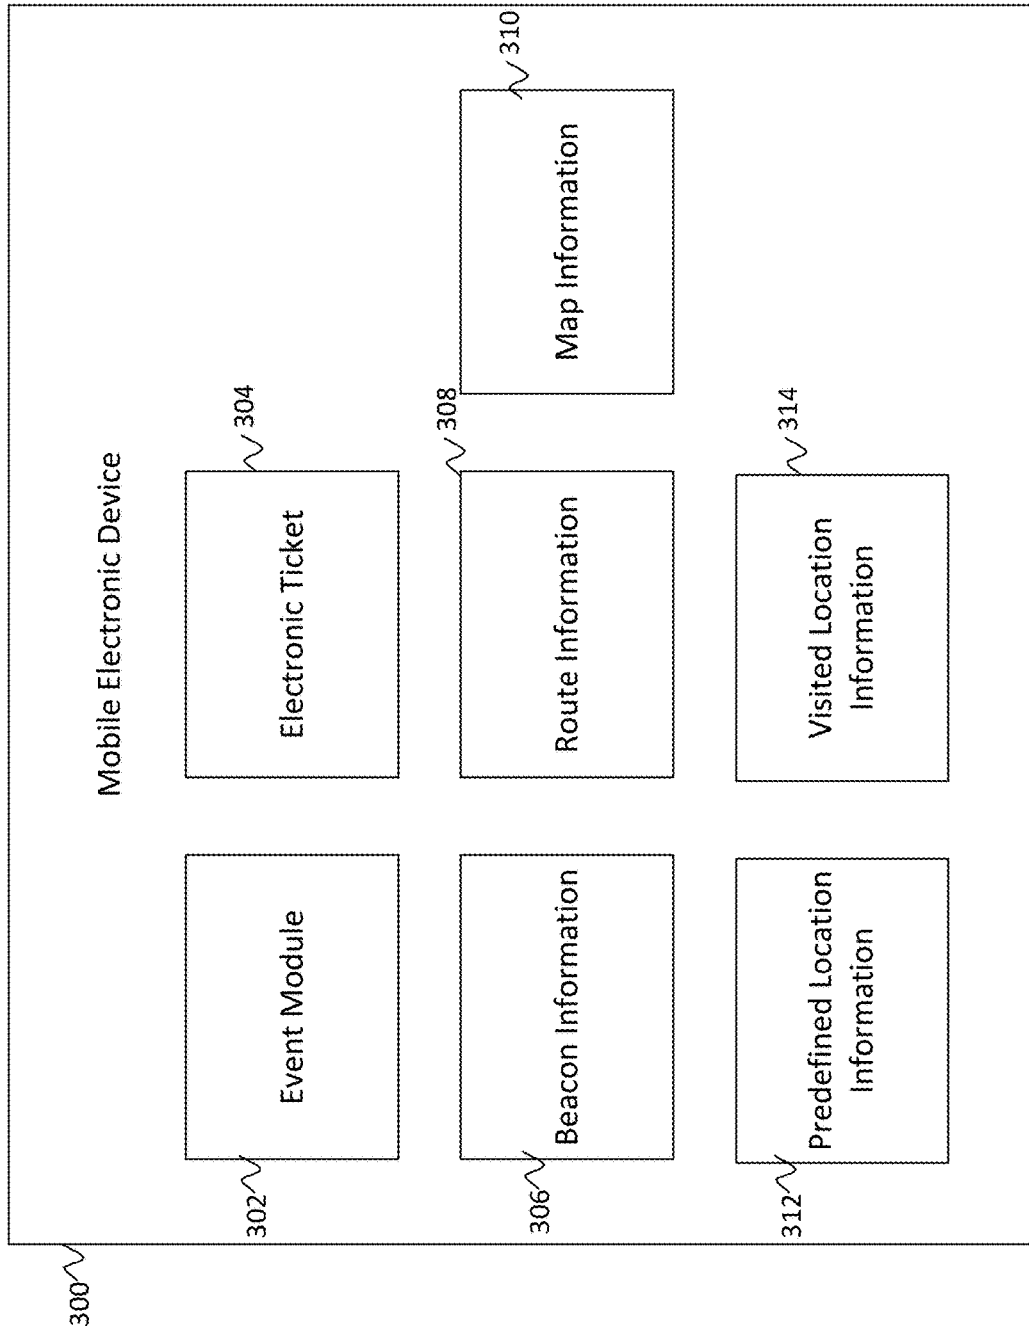 300
Mobile Electronic Device
302
Event Module
304
Electronic Ticket
306
Beacon Information
308
Route Information
310
Map Information
312
Predefined Location
Information
314
Visited Location
Information